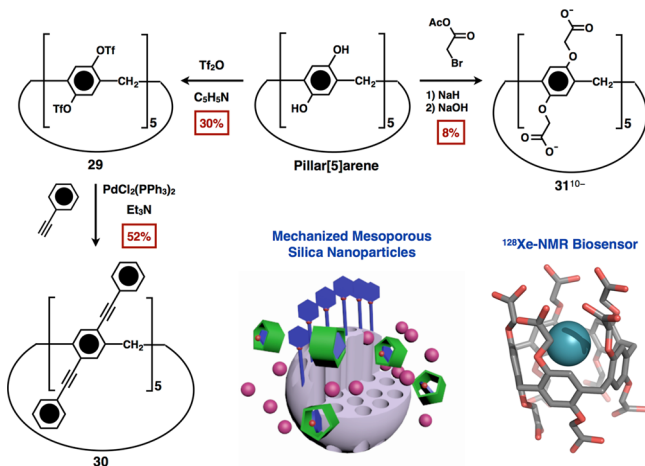 OTf
TfO
CH₂
5
29
Tf₂O
C₅H₅N
30%
OH
HO
CH₂
5
Pillar[5]arene
AcO
O
Br
1) NaH
2) NaOH
8%
O⁻
O
O
CH₂
O
O
O⁻
5
31¹⁰⁻
PdCl₂(PPh₃)₂
Et₃N
52%
CH₂
5
30
Mechanized Mesoporous
Silica Nanoparticles
¹²⁸Xe-NMR Biosensor